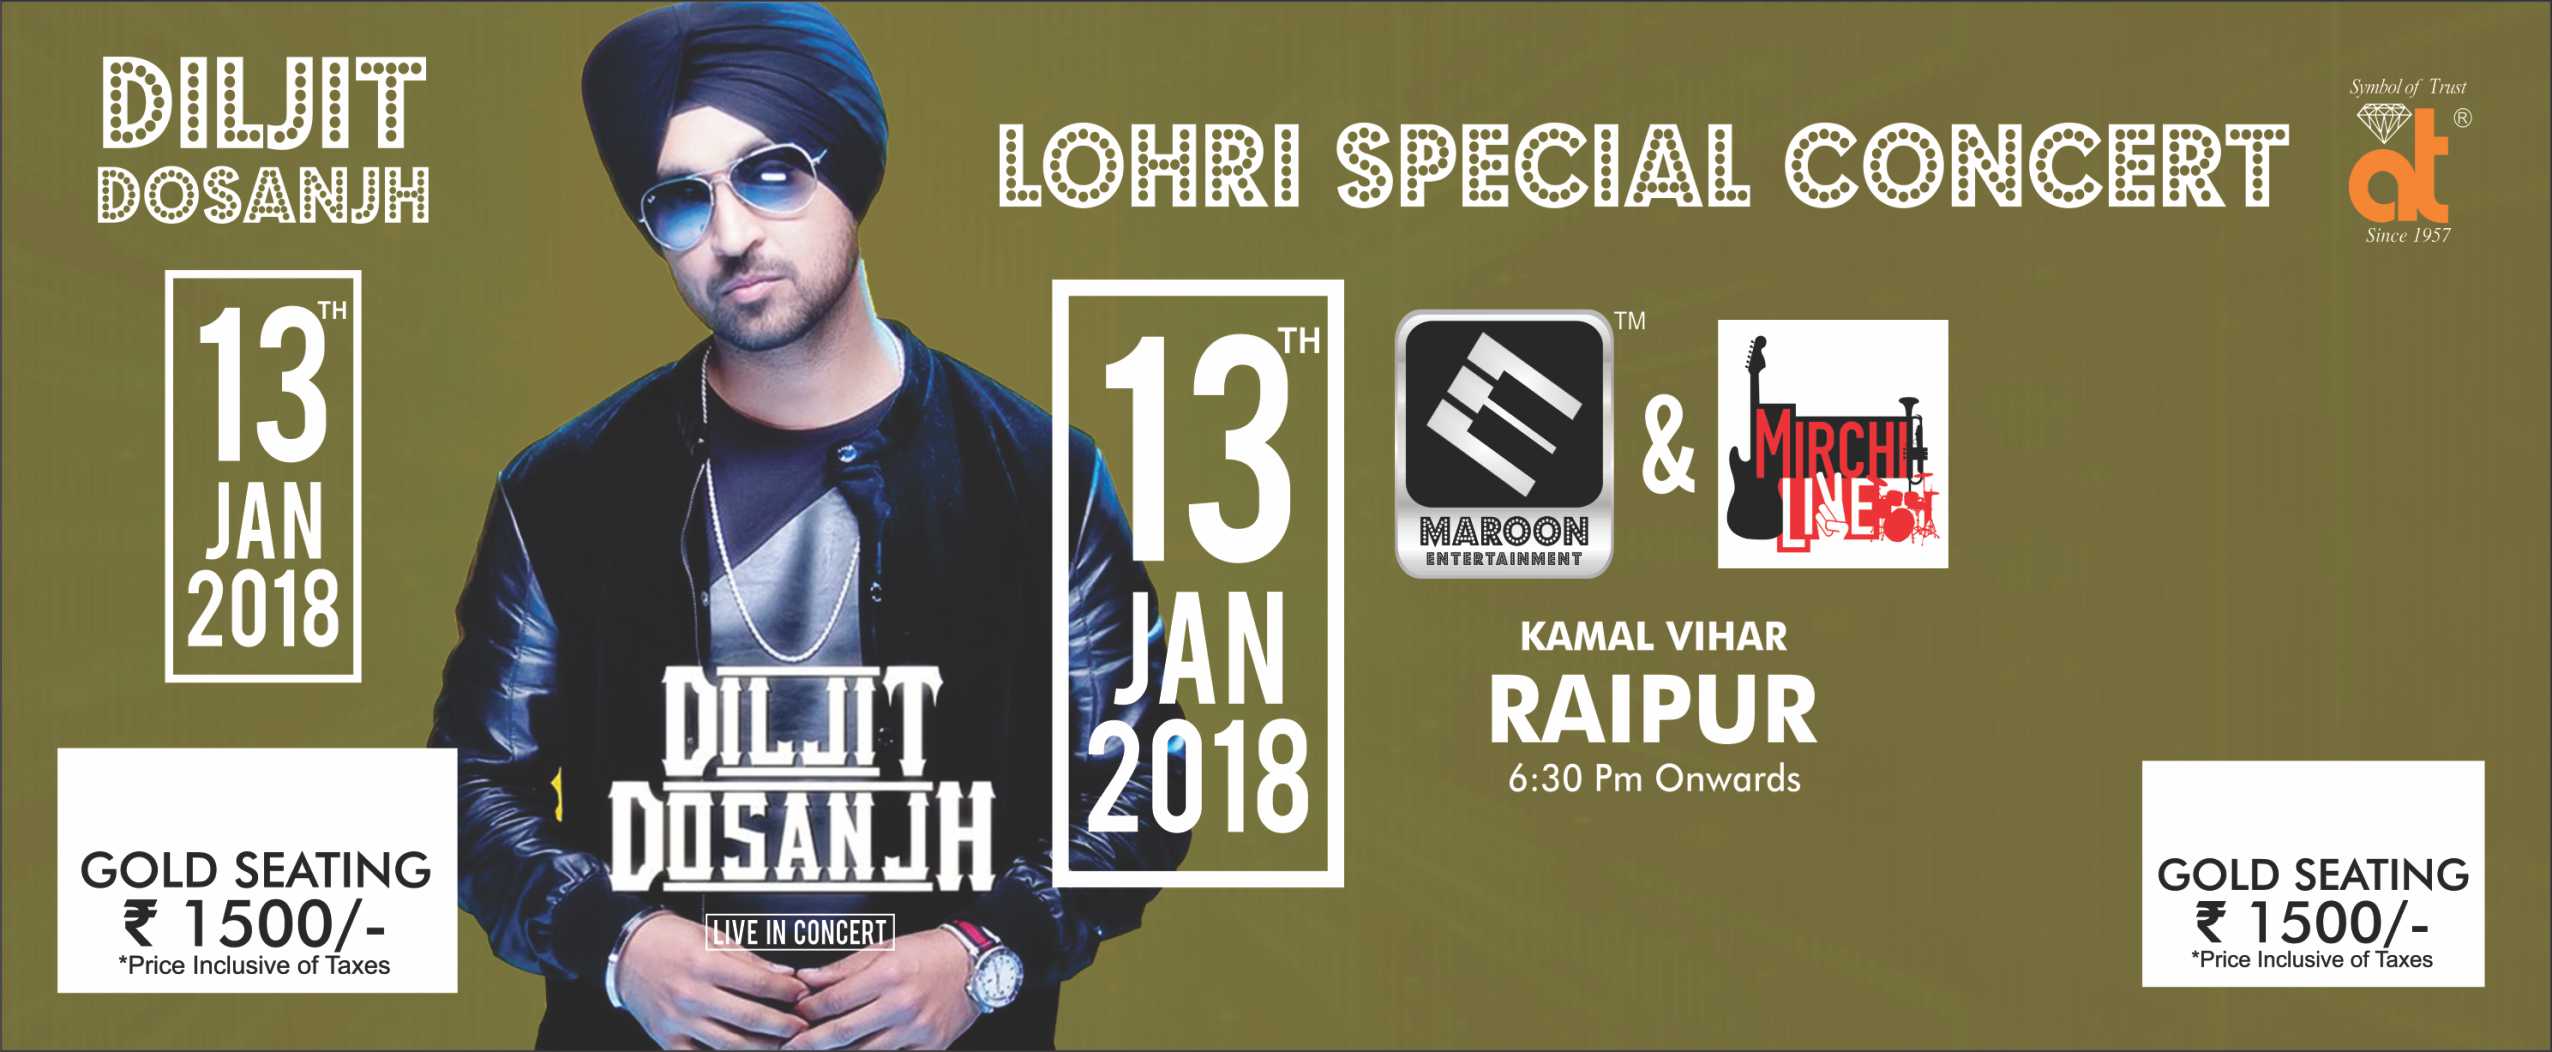 DILJIT
DOSANJH
13TH
JAN
2018
GOLD SEATING
₹ 1500/-
*Price Inclusive of Taxes
DILJIT
DOSANJH
LIVE IN CONCERT
LOHRI SPECIAL CONCERT
13TH
JAN
2018
TM
MAROON
ENTERTAINMENT
&
MIRCHI
LIVE
KAMAL VIHAR
RAIPUR
6:30 Pm Onwards
Symbol of Trust
at®
Since 1957
GOLD SEATING
₹ 1500/-
*Price Inclusive of Taxes